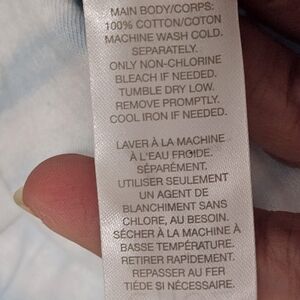 MAIN BODY/CORPS:
100% COTTON/COTON
MACHINE WASH COLD.
SEPARATELY.
ONLY NON-CHLORINE
BLEACH IF NEEDED.
TUMBLE DRY LOW.
REMOVE PROMPTLY.
COOL IRON IF NEEDED.
LAVER À LA MACHINE
À L'EAU FROIDE.
SÉPARÉMENT.
UTILISER SEULEMENT
UN AGENT DE
BLANCHIMENT SANS
CHLORE, AU BESOIN.
SÉCHER À LA MACHINE À
BASSE TEMPÉRATURE.
RETIRER RAPIDEMENT.
REPASSER AU FER
TIÈDE SI NÉCESSAIRE.